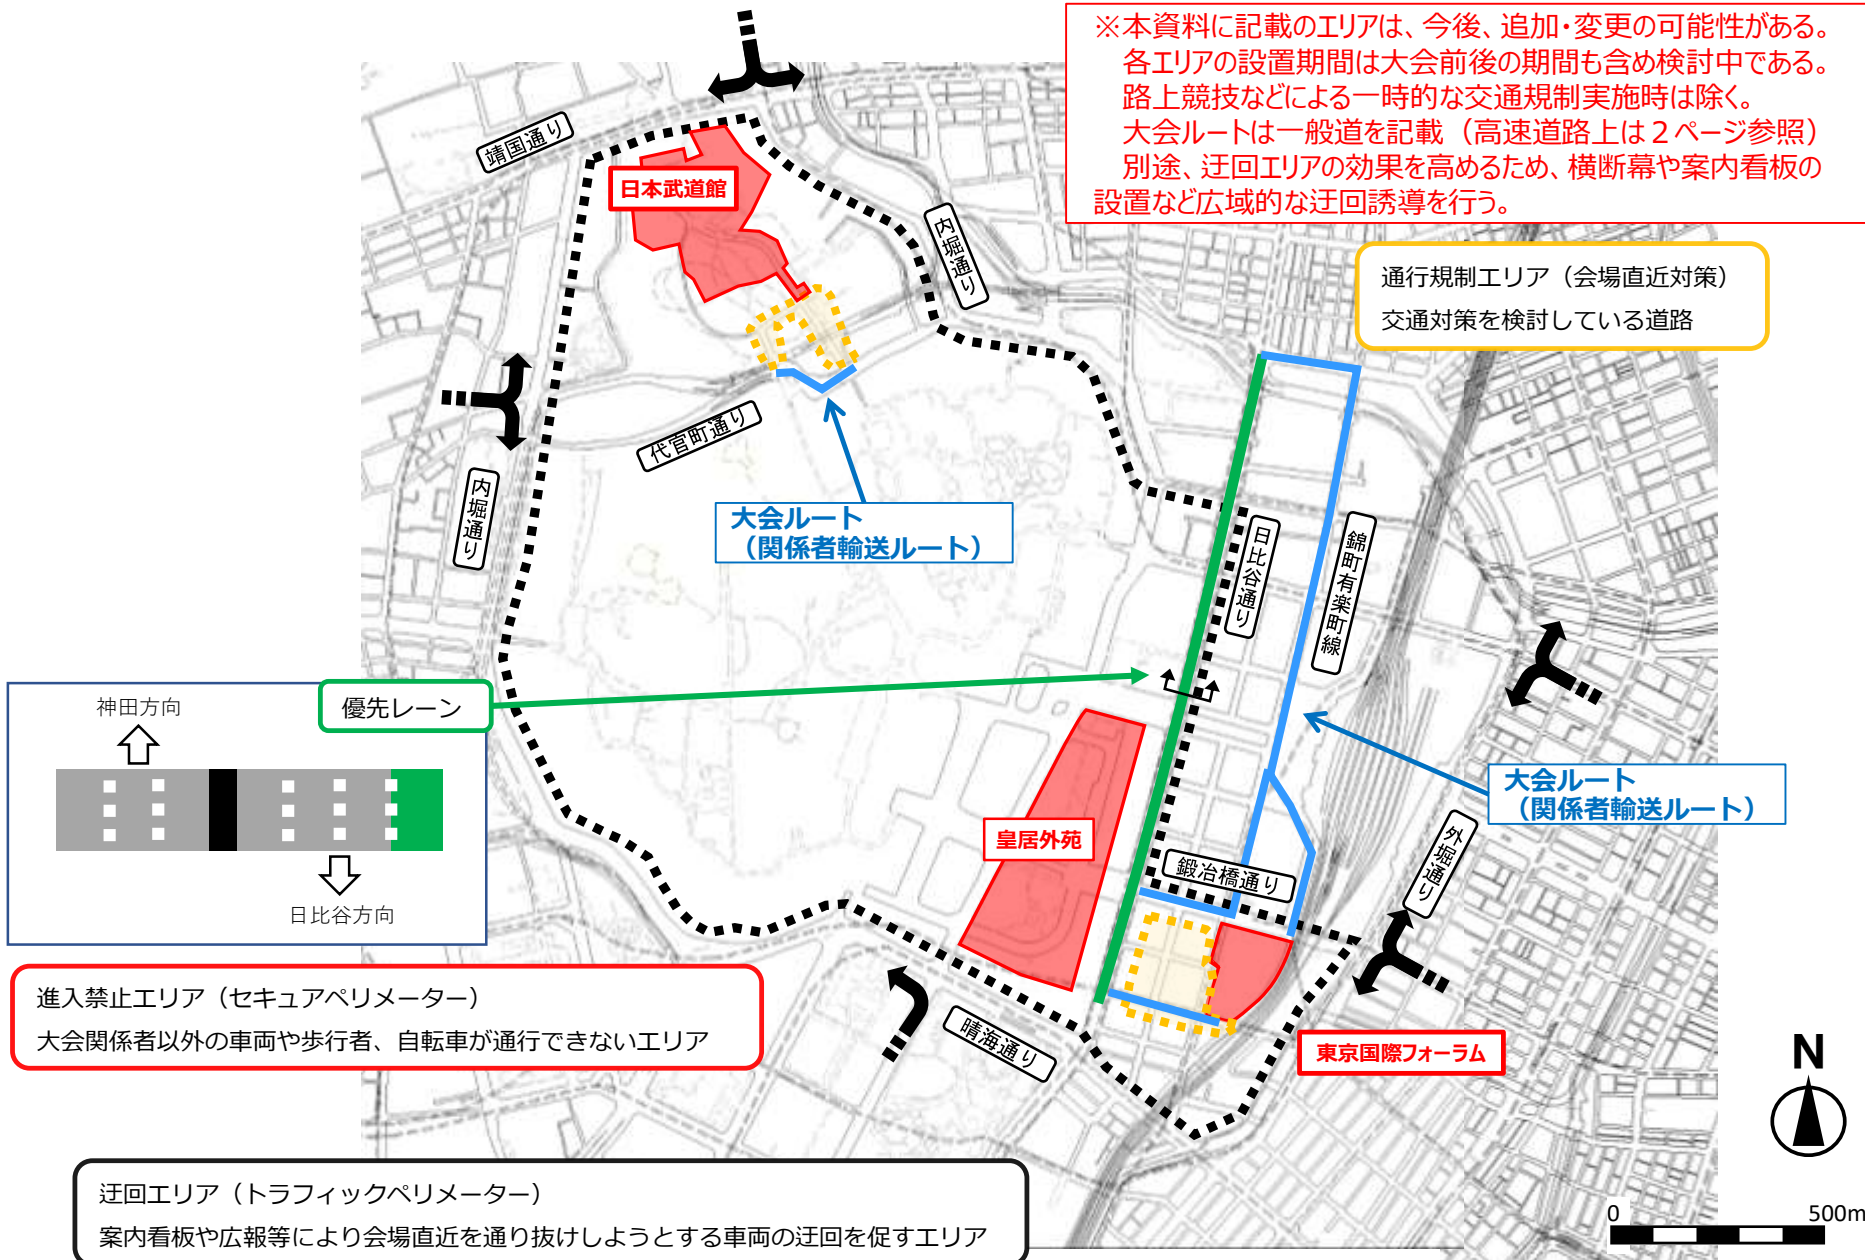 ※本資料に記載のエリアは、今後、追加・変更の可能性がある。
各エリアの設置期間は大会前後の期間も含め検討中である。
路上競技などによる一時的な交通規制実施時は除く。
大会ルートは一般道を記載（高速道路上は２ページ参照）
別途、迂回エリアの効果を高めるため、横断幕や案内看板の
設置など広域的な迂回誘導を行う。
靖国通り
日本武道館
内堀通り
通行規制エリア（会場直近対策）
交通対策を検討している道路
代官町通り
内堀通り
大会ルート
（関係者輸送ルート）
日比谷通り
錦町有楽町線
優先レーン
神田方向
日比谷方向
大会ルート
（関係者輸送ルート）
皇居外苑
鍛冶橋通り
外堀通り
進入禁止エリア（セキュアペリメーター）
大会関係者以外の車両や歩行者、自転車が通行できないエリア
晴海通り
東京国際フォーラム
N
迂回エリア（トラフィックペリメーター）
案内看板や広報等により会場直近を通り抜けしようとする車両の迂回を促すエリア
0 500m